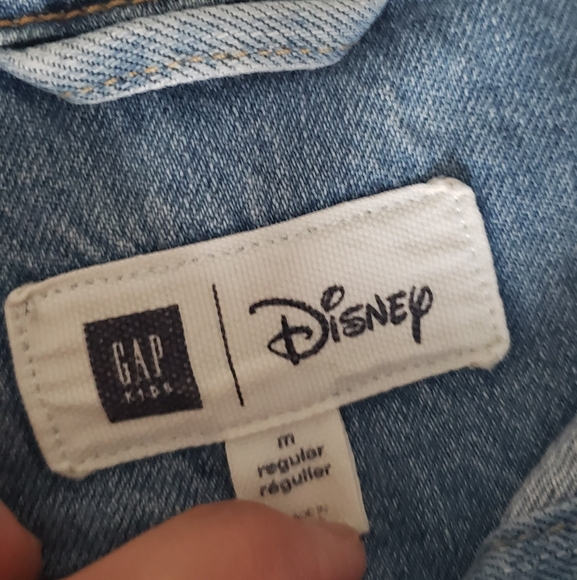 GAP
KIDS
Disney
m
regular
régulier